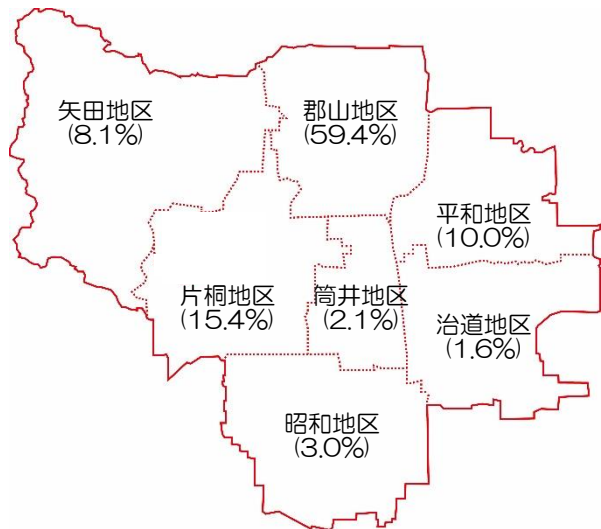 矢田地区
(8.1%)
郡山地区
(59.4%)
平和地区
(10.0%)
片桐地区
(15.4%)
筒井地区
(2.1%)
治道地区
(1.6%)
昭和地区
(3.0%)